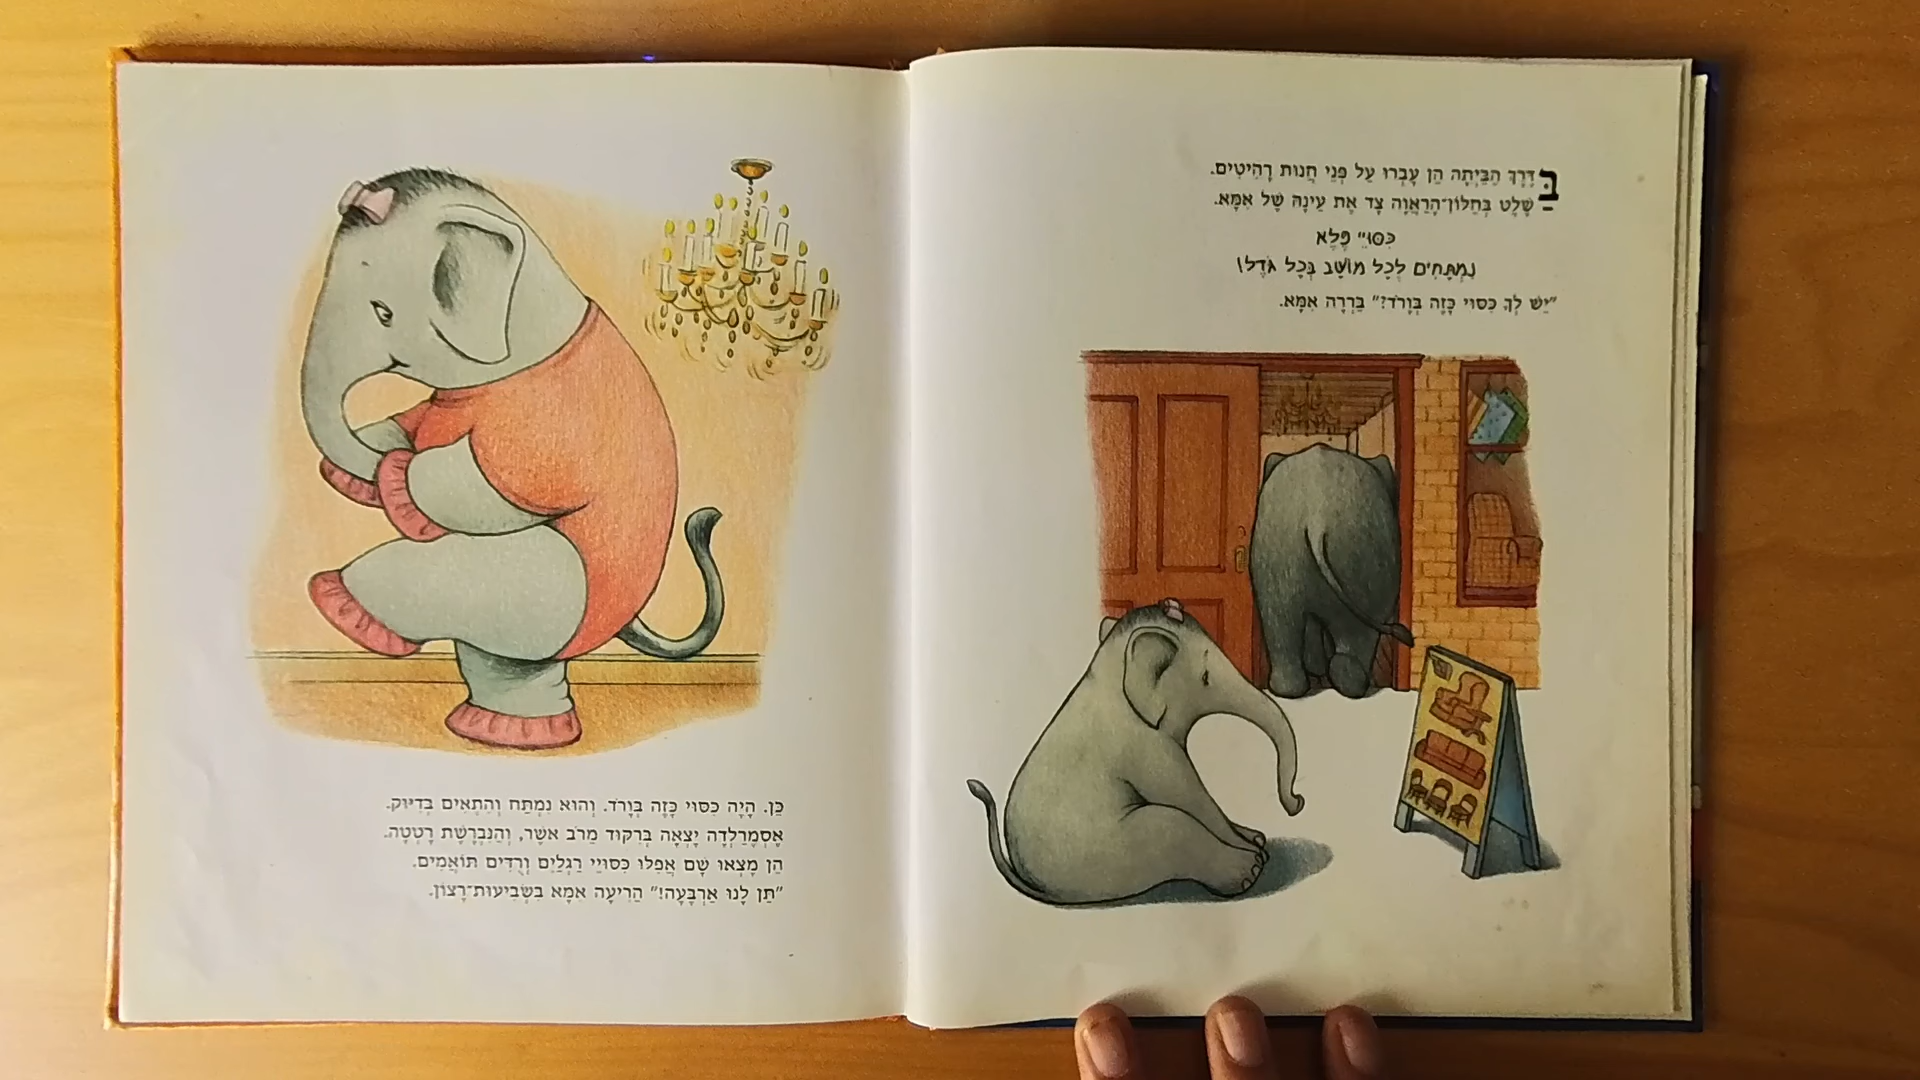 בַּדֶּרֶךְ הַבַּיְתָה הֵן עָבְרוּ עַל פְּנֵי חֲנוּת רָהִיטִים.
שֶׁלֶט בְּחַלּוֹן־הָרַאֲוָה צָד אֶת עֵינָהּ שֶׁל אִמָּא.
כִּסּוּיֵי פֶּלֶא
נִמְתָּחִים לְכָל מוֹשָׁב בְּכָל גֹּדֶל!
"יֵשׁ לְךָ כִּסּוּי כָּזֶה בְּוָרֹד?" בֵּרְרָה אִמָּא.
כֵּן. הָיָה כִּסּוּי כָּזֶה בְּוָרֹד. וְהוּא נִמְתַּח וְהִתְאִים בְּדִיּוּק.
אֶסְמֶרַלְדָה יָצְאָה בְּרִקּוּד מֵרֹב אֹשֶׁר, וְהַנִּבְרֶשֶׁת רָטְטָה.
הֵן מָצְאוּ שָׁם אֲפִלּוּ כִּסּוּיֵי רַגְלַיִם וְרֻדִּים תּוֹאֲמִים.
"תֵּן לָנוּ אַרְבָּעָה!" הֵרִיעָה אִמָּא בִּשְׂבִיעוּת־רָצוֹן.